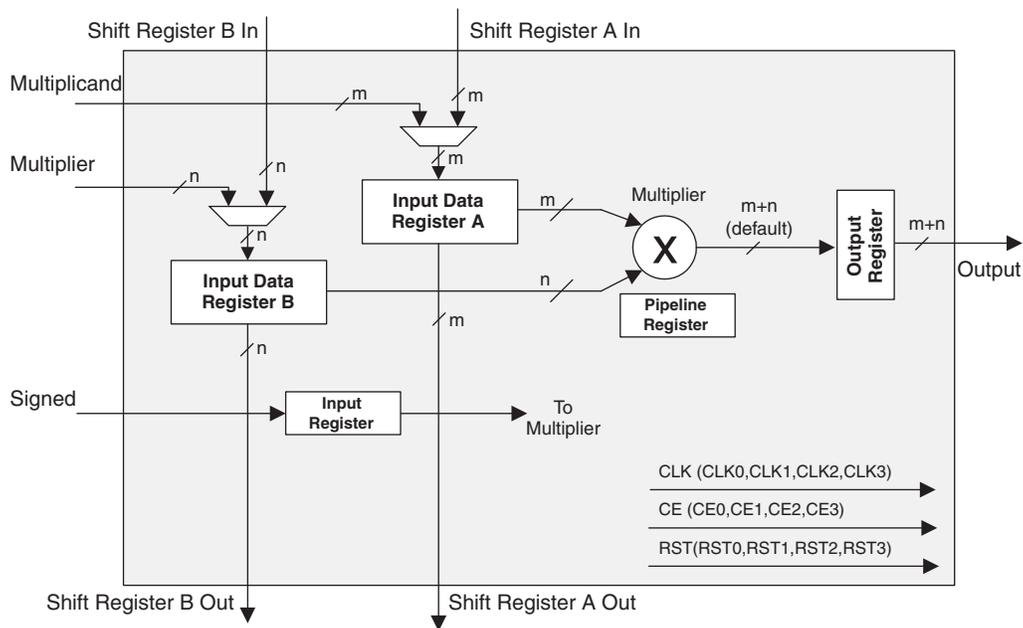 Shift Register B In
Shift Register A In
Multiplicand
m
m
Multiplier
n
n
m
n
Input Data
Register A
m
Multiplier
X
m+n
(default)
Output
Register
m+n
Output
Input Data
Register B
n
Pipeline
Register
m
n
Signed
Input
Register
To
Multiplier
CLK (CLK0,CLK1,CLK2,CLK3)
CE (CE0,CE1,CE2,CE3)
RST(RST0,RST1,RST2,RST3)
Shift Register B Out
Shift Register A Out